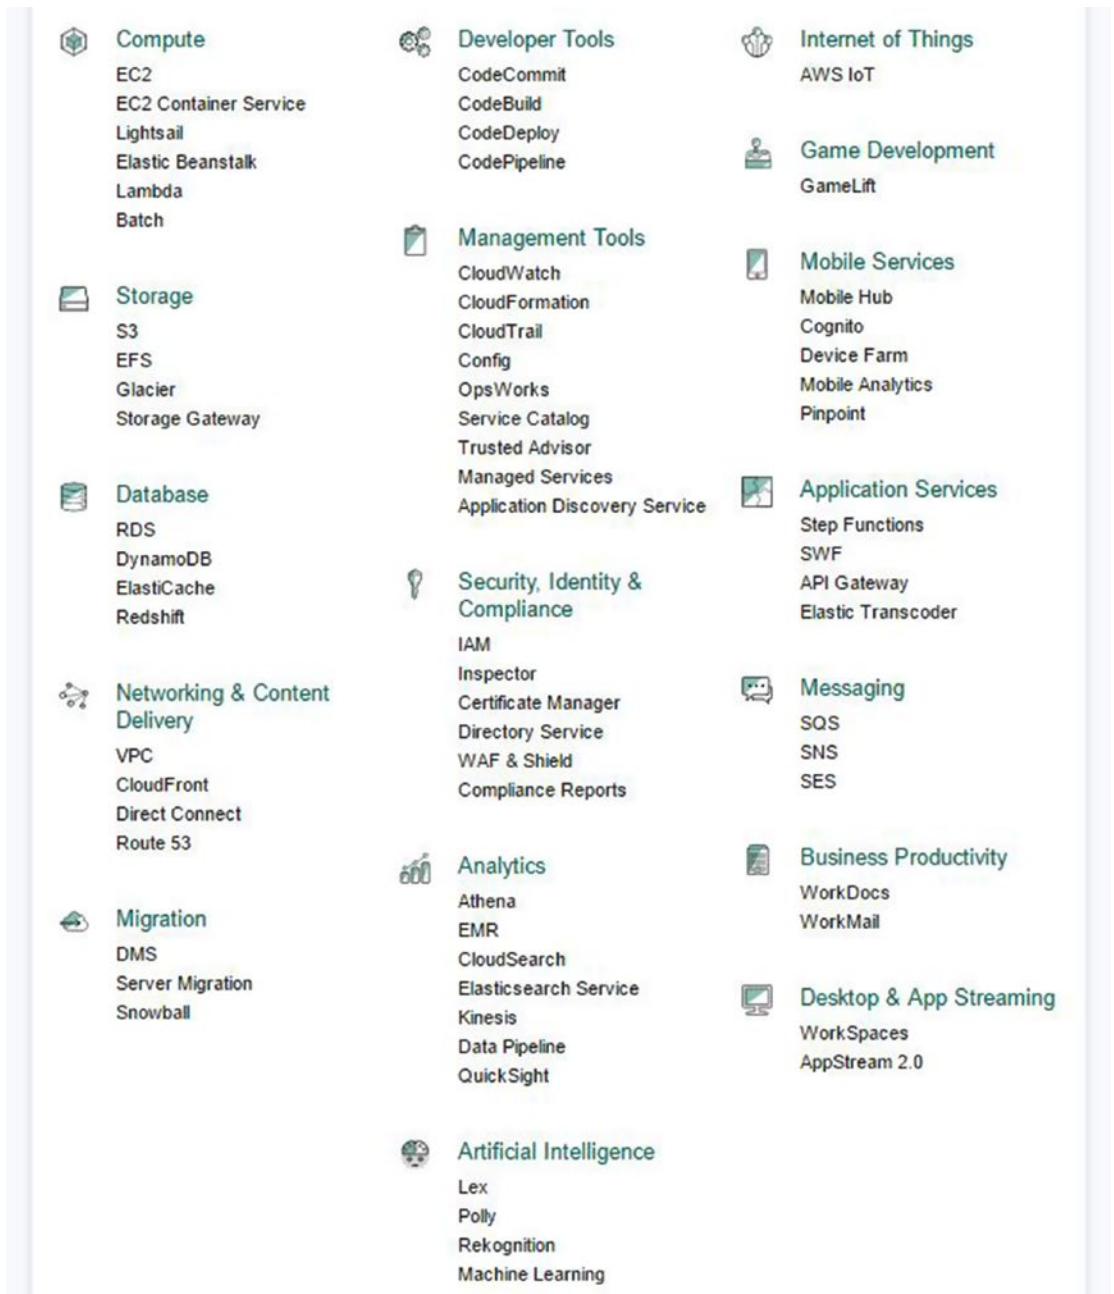 Compute
EC2
EC2 Container Service
Lightsail
Elastic Beanstalk
Lambda
Batch
Storage
S3
EFS
Glacier
Storage Gateway
Database
RDS
DynamoDB
ElastiCache
Redshift
Networking & Content
Delivery
VPC
CloudFront
Direct Connect
Route 53
Migration
DMS
Server Migration
Snowball
Developer Tools
CodeCommit
CodeBuild
CodeDeploy
CodePipeline
Management Tools
CloudWatch
CloudFormation
CloudTrail
Config
OpsWorks
Service Catalog
Trusted Advisor
Managed Services
Application Discovery Service
Security, Identity &
Compliance
IAM
Inspector
Certificate Manager
Directory Service
WAF & Shield
Compliance Reports
Analytics
Athena
EMR
CloudSearch
Elasticsearch Service
Kinesis
Data Pipeline
QuickSight
Artificial Intelligence
Lex
Polly
Rekognition
Machine Learning
Internet of Things
AWS IoT
Game Development
GameLift
Mobile Services
Mobile Hub
Cognito
Device Farm
Mobile Analytics
Pinpoint
Application Services
Step Functions
SWF
API Gateway
Elastic Transcoder
Messaging
SQS
SNS
SES
Business Productivity
WorkDocs
WorkMail
Desktop & App Streaming
WorkSpaces
AppStream 2.0